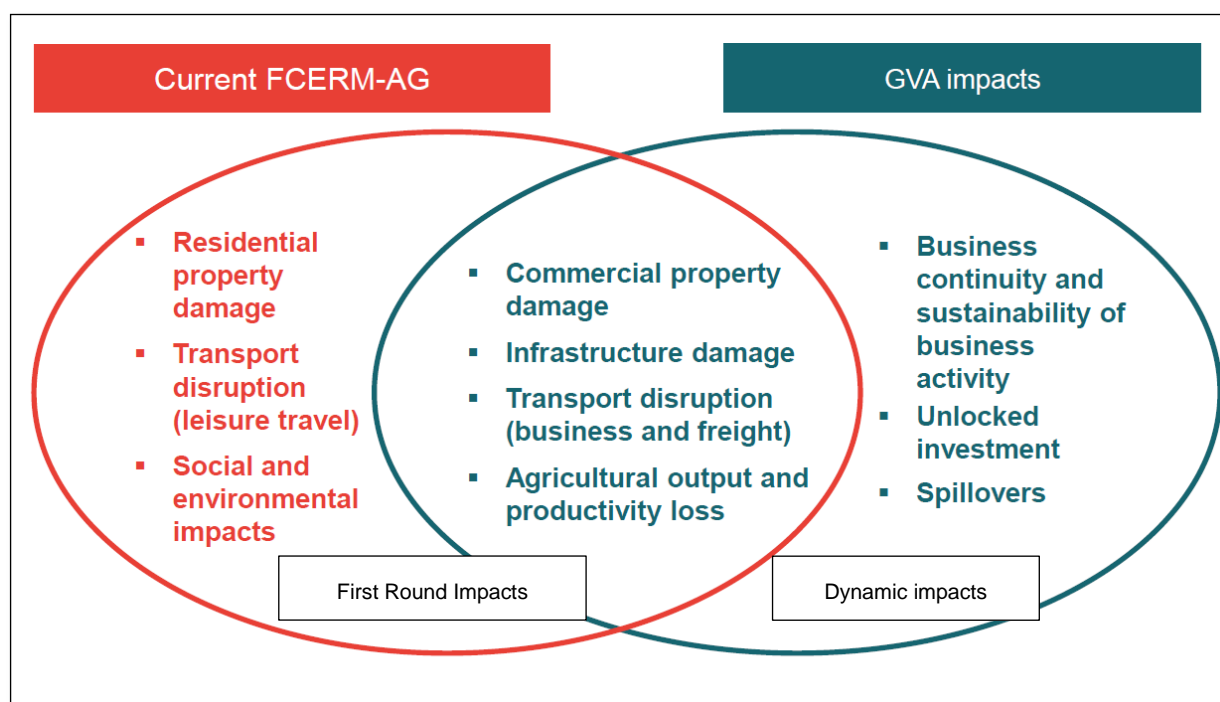 Current FCERM-AG
GVA impacts
▪ Residential
property
damage
▪ Transport
disruption
(leisure travel)
▪ Social and
environmental
impacts
▪ Commercial property
damage
▪ Infrastructure damage
▪ Transport disruption
(business and freight)
▪ Agricultural output and
productivity loss
▪ Business
continuity and
sustainability of
business
activity
▪ Unlocked
investment
▪ Spillovers
First Round Impacts
Dynamic impacts